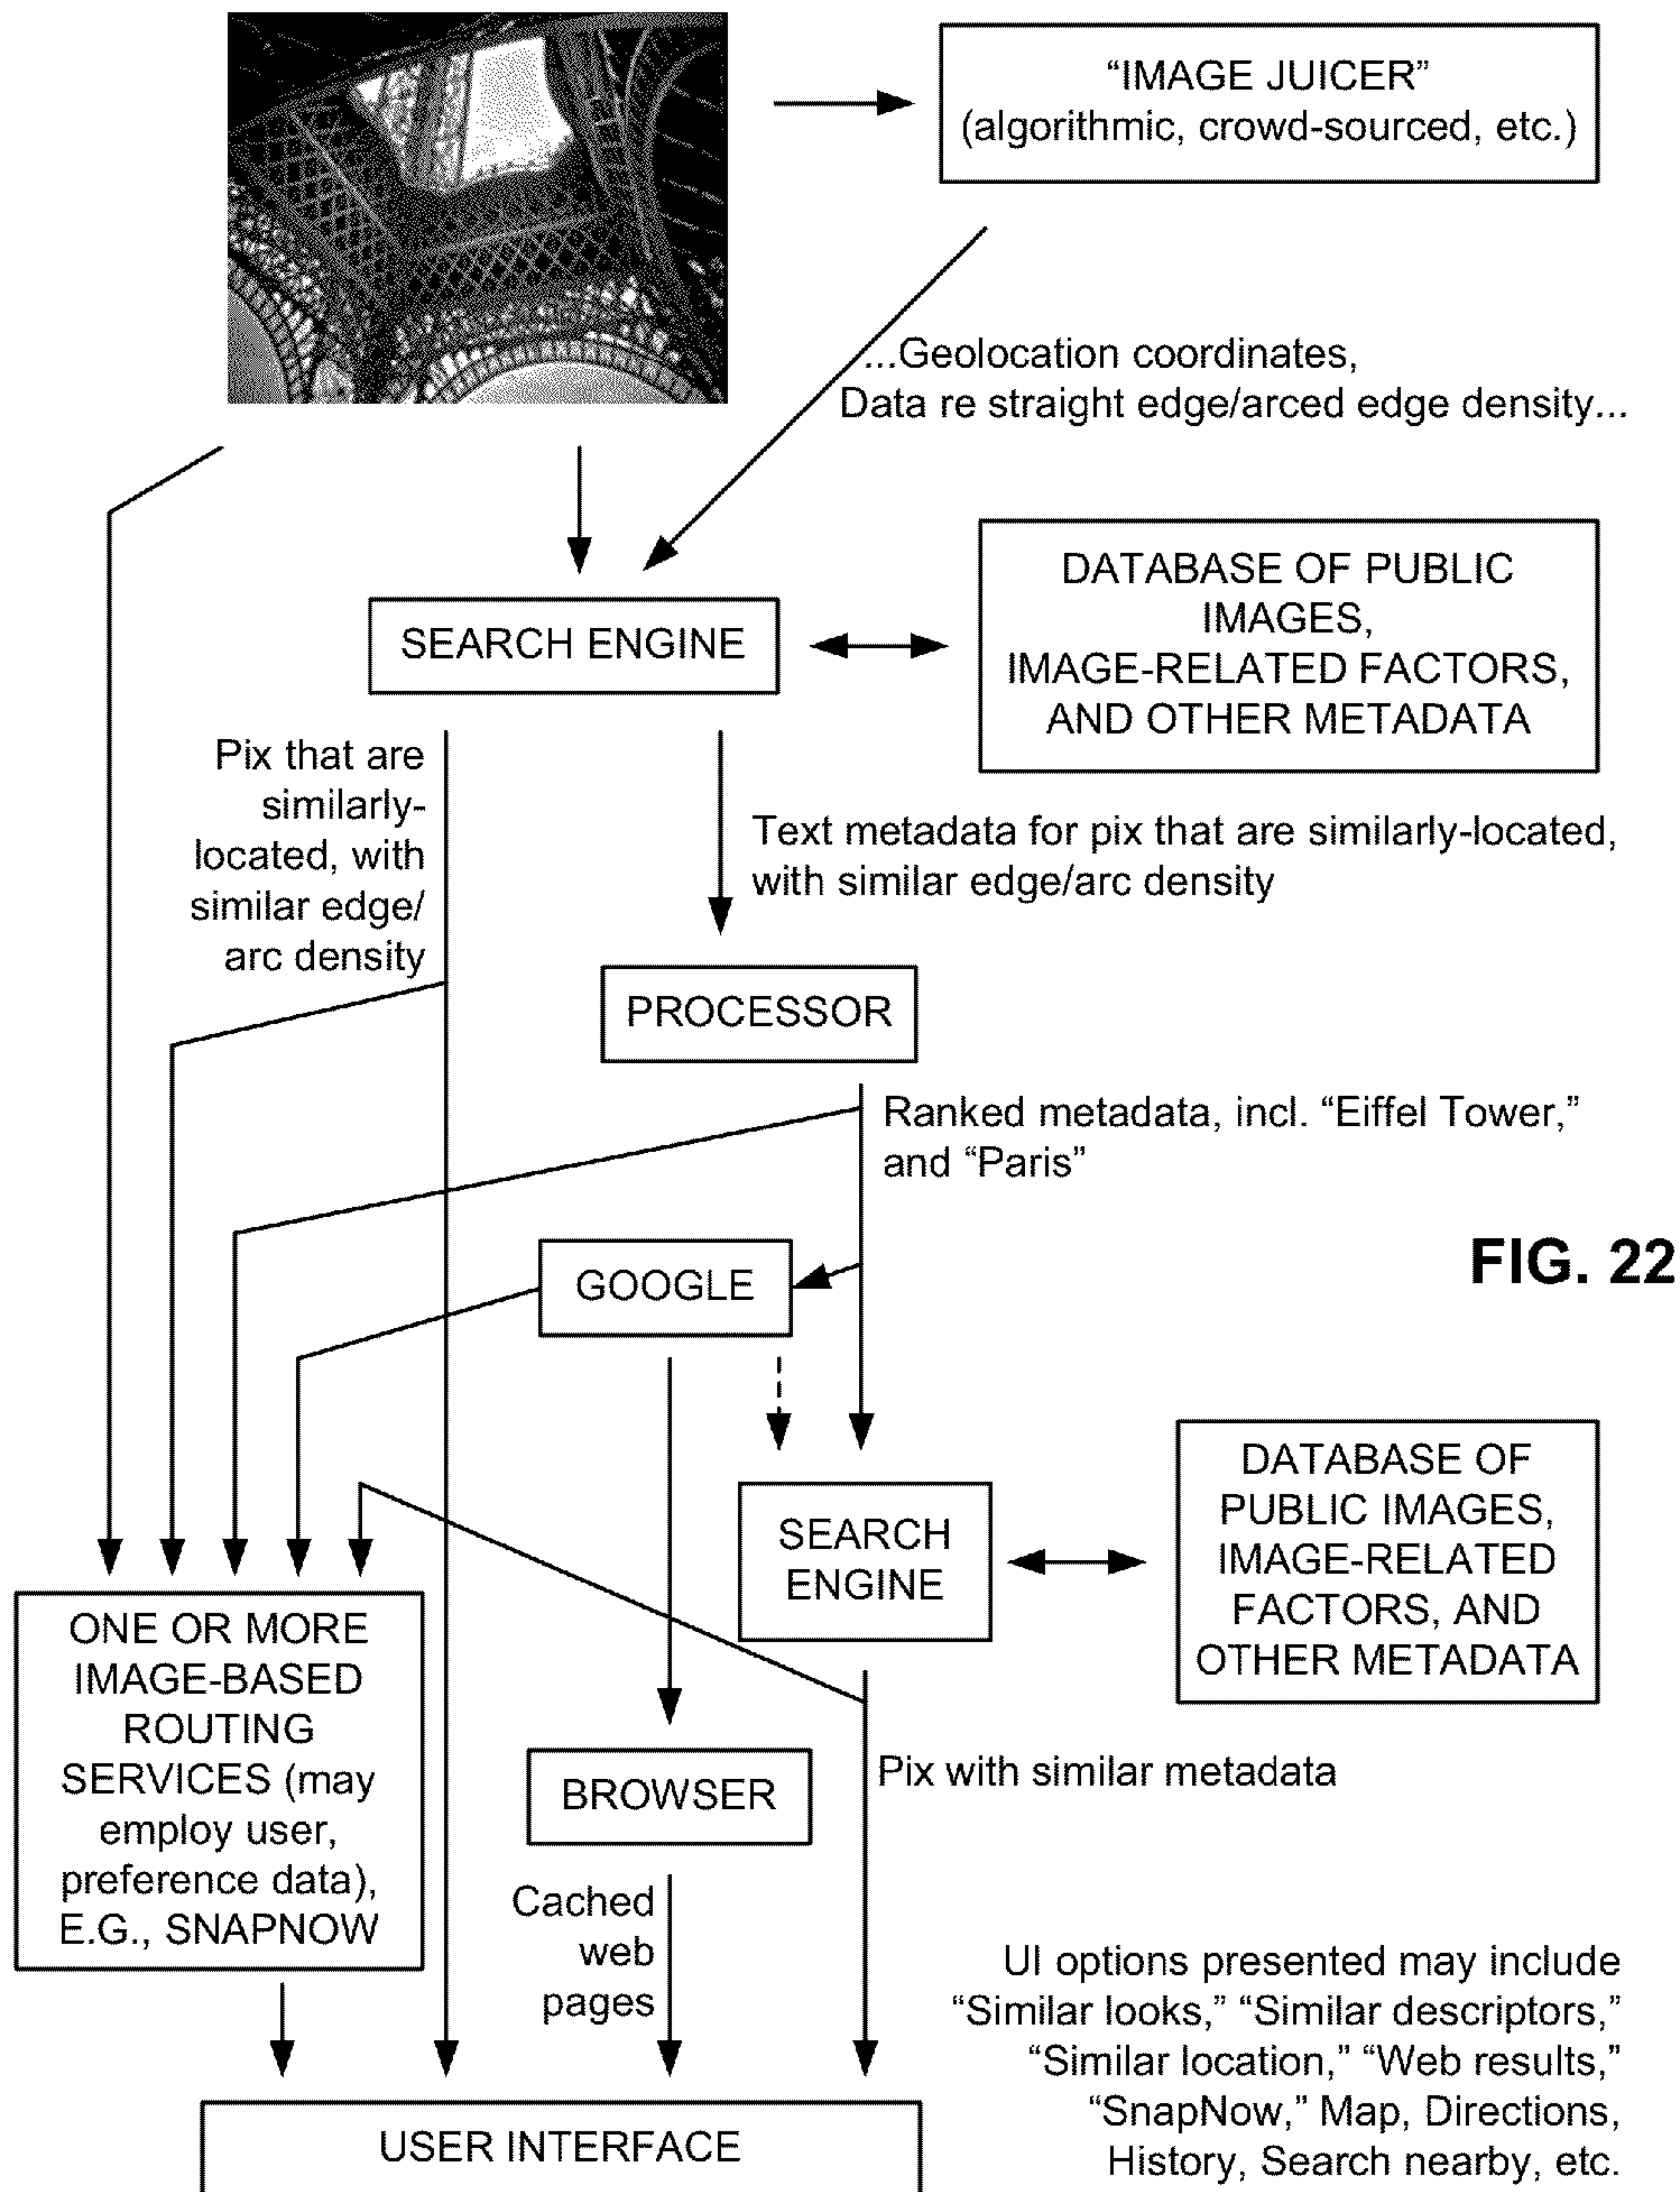 “IMAGE JUICER”
(algorithmic, crowd-sourced, etc.)
...Geolocation coordinates,
Data re straight edge/arced edge density...
SEARCH ENGINE
DATABASE OF PUBLIC
IMAGES,
IMAGE-RELATED FACTORS,
AND OTHER METADATA
Pix that are
similarly-
located, with
similar edge/
arc density
Text metadata for pix that are similarly-located,
with similar edge/arc density
PROCESSOR
Ranked metadata, incl. “Eiffel Tower,”
and “Paris”
FIG. 22
GOOGLE
SEARCH
ENGINE
DATABASE OF
PUBLIC IMAGES,
IMAGE-RELATED
FACTORS, AND
OTHER METADATA
ONE OR MORE
IMAGE-BASED
ROUTING
SERVICES (may
employ user,
preference data),
E.G., SNAPNOW
BROWSER
Pix with similar metadata
Cached
web
pages
UI options presented may include
“Similar looks,” “Similar descriptors,”
“Similar location,” “Web results,”
“SnapNow,” Map, Directions,
History, Search nearby, etc.
USER INTERFACE